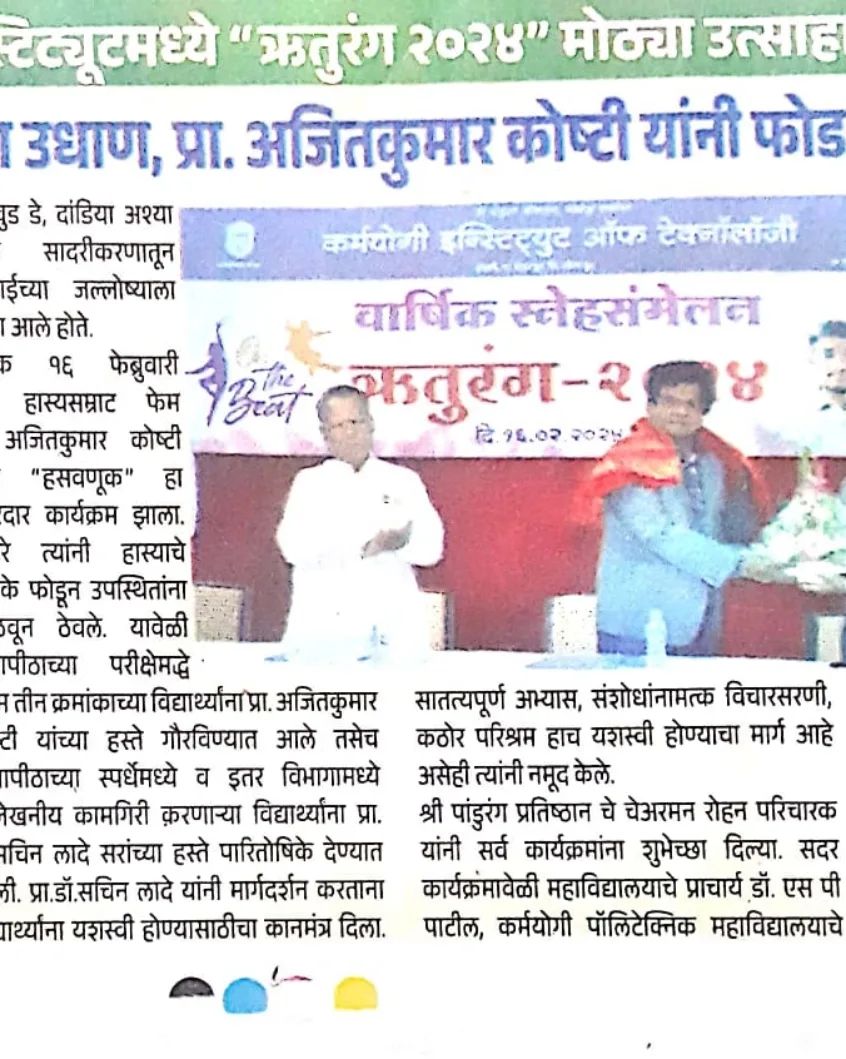 स्टिट्यूटमध्ये “ऋतुरंग २०२४” मोठ्या उत्साहा
ा उधाण, प्रा. अजितकुमार कोष्टी यांनी फोड
वुड डे, दांडिया अश्या
सादरीकरणातून
ाईच्या जल्लोष्याला
ा आले होते.
क १६ फेब्रुवारी
हास्यसम्राट फेम
अजितकुमार कोष्टी
"हसवणूक" हा
दार कार्यक्रम झाला.
रे त्यांनी हास्याचे
के फोडून उपस्थितांना
वून ठेवले. यावेळी
ापीठाच्या परीक्षेमद्धे
म तीन क्रमांकाच्या विद्यार्थ्यांना प्रा. अजितकुमार
टी यांच्या हस्ते गौरविण्यात आले तसेच
ापीठाच्या स्पर्धेमध्ये व इतर विभागामध्ये
लेखनीय कामगिरी करणाऱ्या विद्यार्थ्यांना प्रा.
सचिन लादे सरांच्या हस्ते पारितोषिके देण्यात
ली. प्रा.डॉ.सचिन लादे यांनी मार्गदर्शन करताना
द्यार्थ्यांना यशस्वी होण्यासाठीचा कानमंत्र दिला.
कर्मयोगी इन्स्टिट्युट ऑफ टेक्नॉलॉजी
वार्षिक स्नेहसंमेलन
the
Beat
ऋतुरंग-२ ४
दि.१६.०२.२०२४
सातत्यपूर्ण अभ्यास, संशोधांनामत्क विचारसरणी,
कठोर परिश्रम हाच यशस्वी होण्याचा मार्ग आहे
असेही त्यांनी नमूद केले.
श्री पांडुरंग प्रतिष्ठान चे चेअरमन रोहन परिचारक
यांनी सर्व कार्यक्रमांना शुभेच्छा दिल्या. सदर
कार्यक्रमावेळी महाविद्यालयाचे प्राचार्य डॉ. एस पी
पाटील, कर्मयोगी पॉलिटेक्निक महाविद्यालयाचे